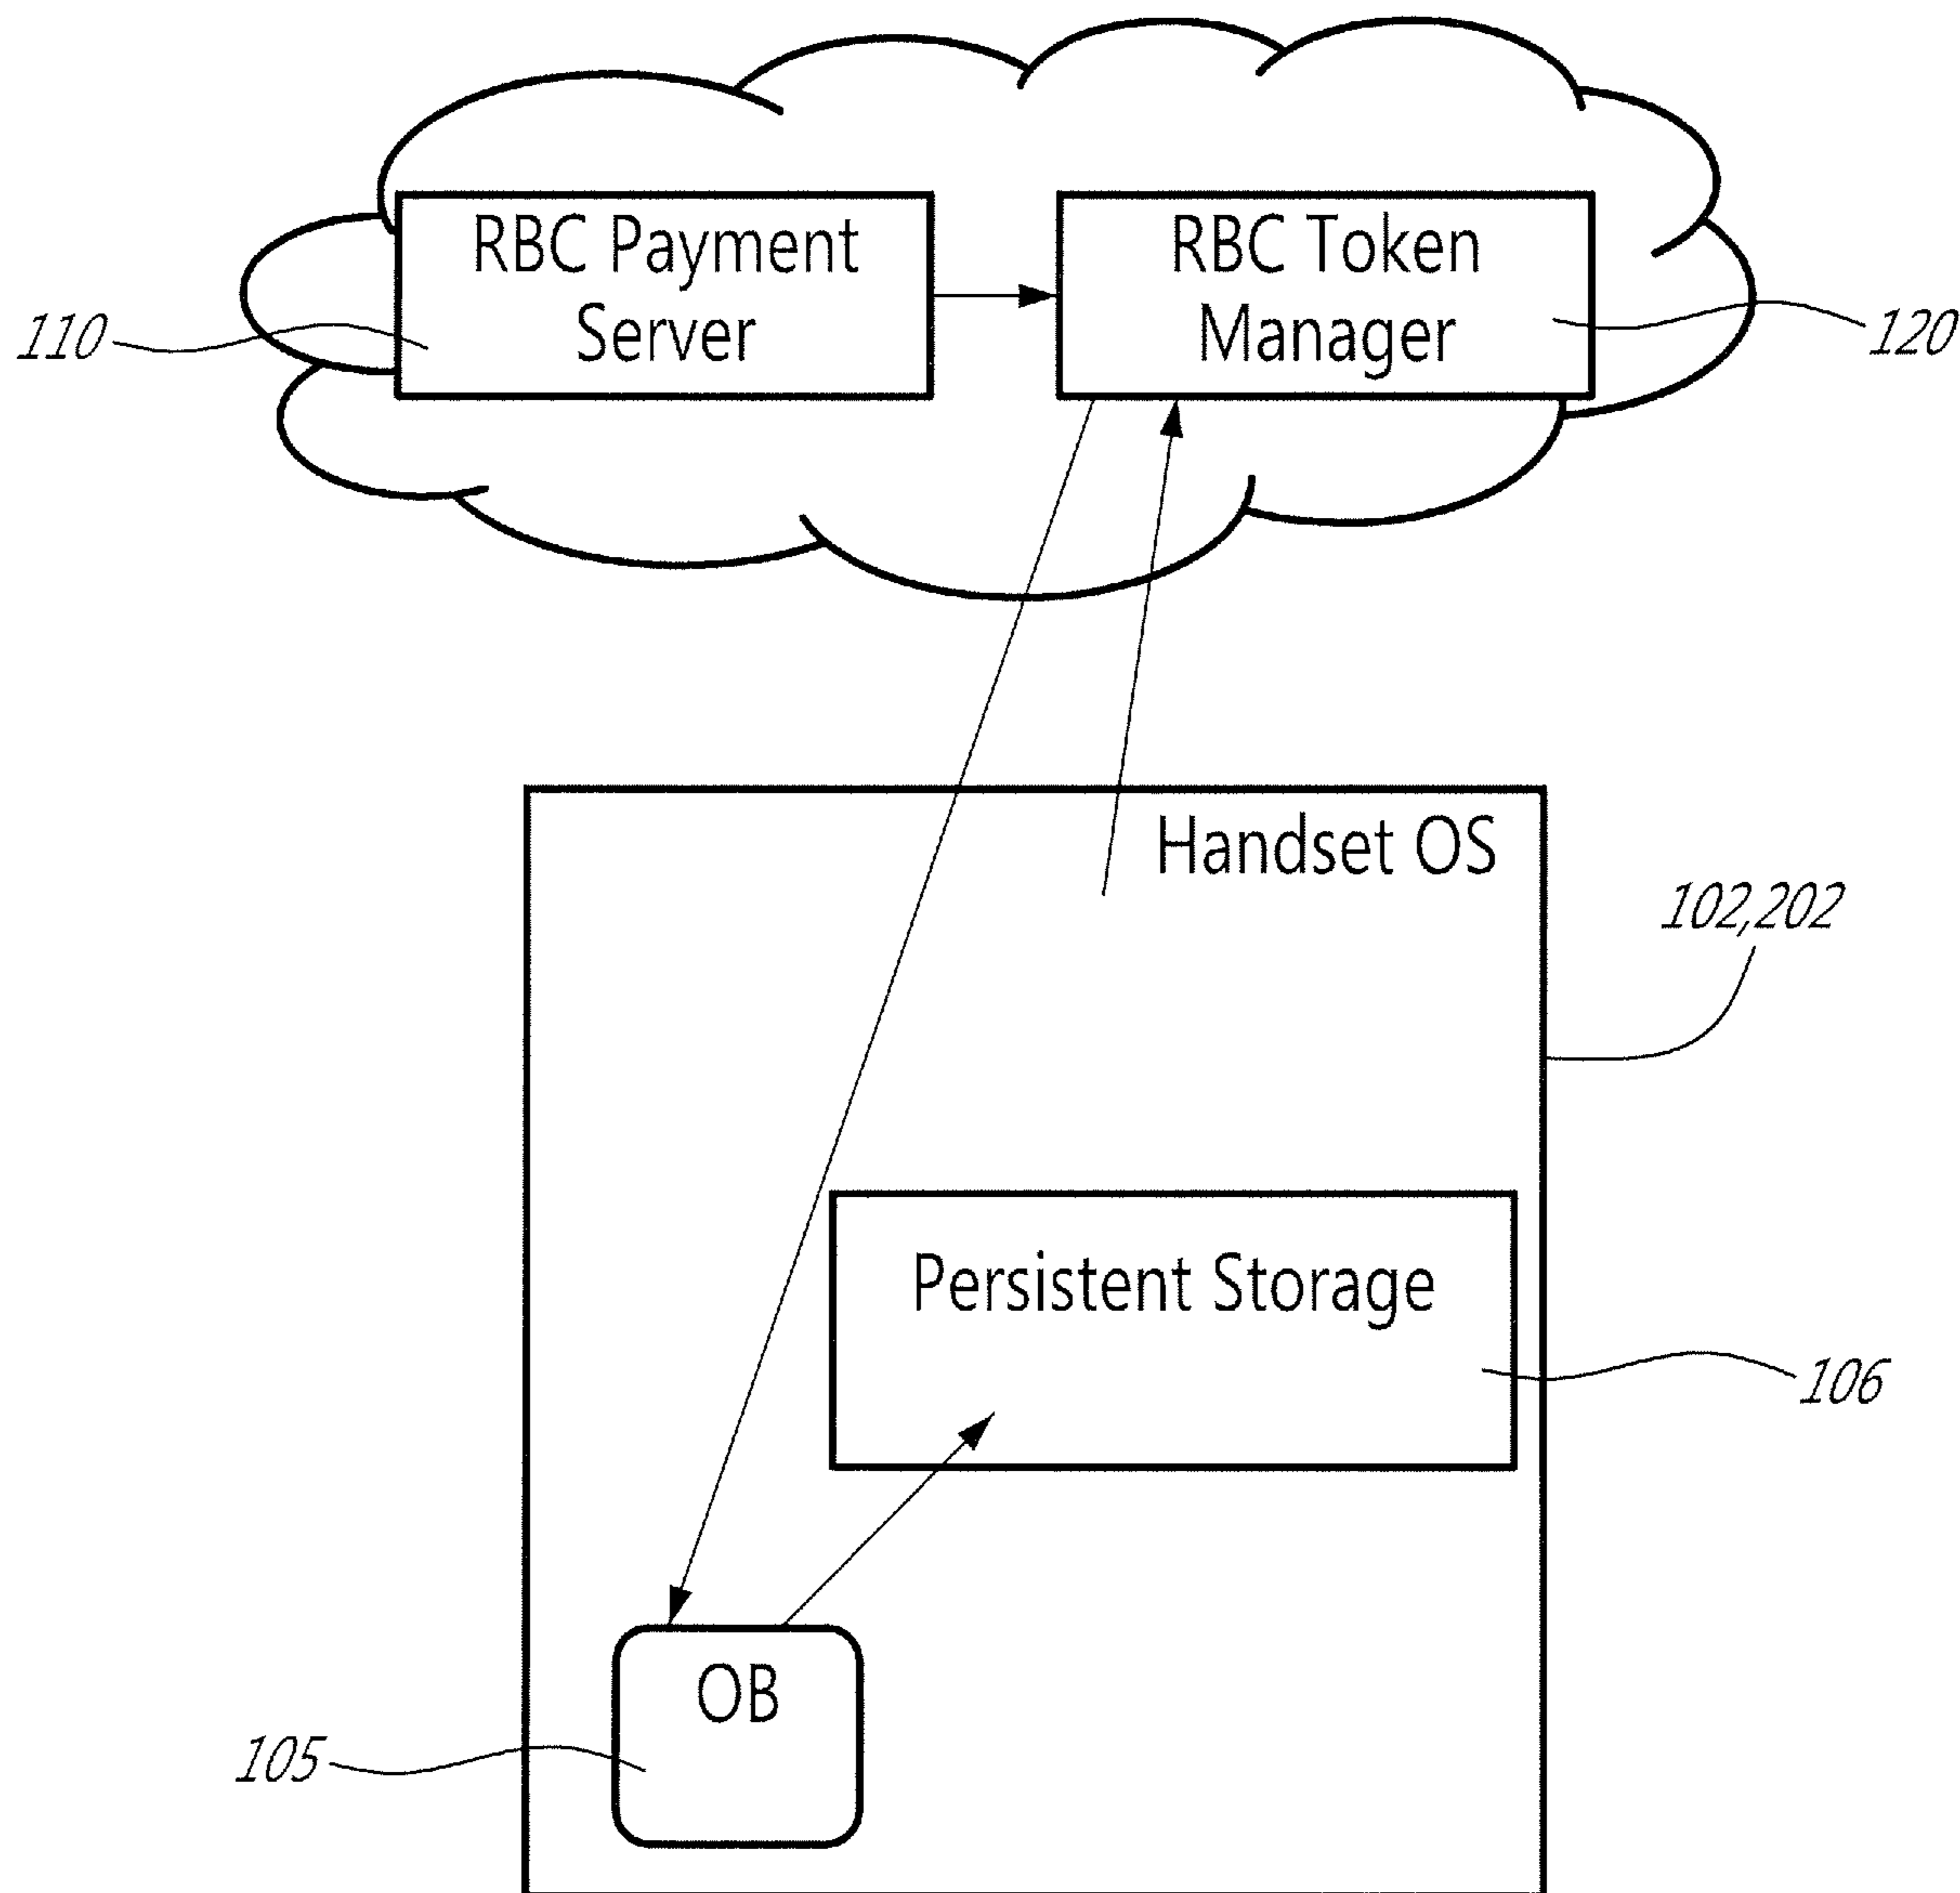 RBC Payment
Server
RBC Token
Manager
110
120
Handset OS
102,202
Persistent Storage
106
OB
105